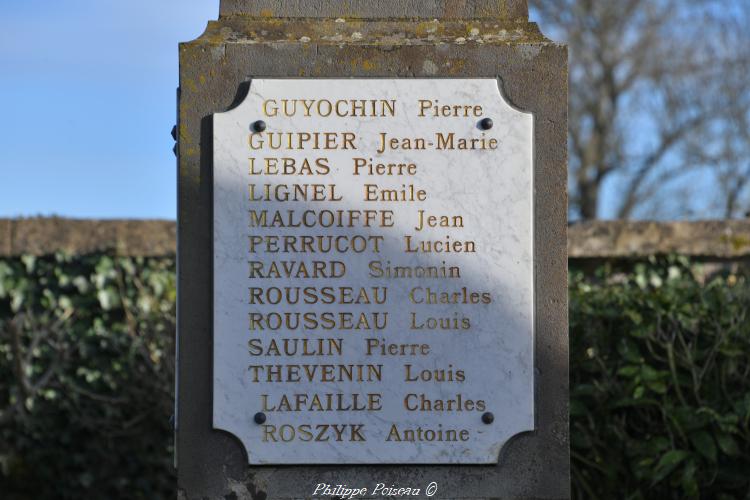 GUYOCHIN Pierre
GUIPIER Jean-Marie
LEBAS Pierre
LIGNEL Emile
MALCOIFFE Jean
PERRUCOT Lucien
RAVARD Simonin
ROUSSEAU Charles
ROUSSEAU Louis
SAULIN Pierre
THEVENIN Louis
LAFAILLE Charles
ROSZYK Antoine
Philippe Poiseau ©